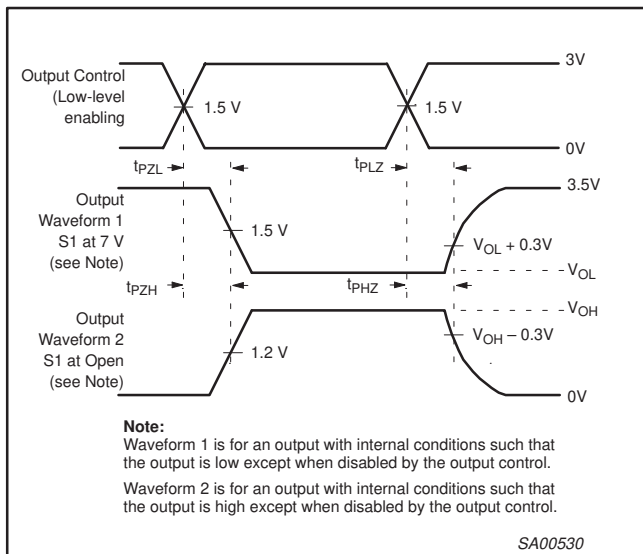 3V
Output Control
(Low-level
enabling
1.5 V
1.5 V
0V
tPZL
tPLZ
3.5V
Output
Waveform 1
S1 at 7 V
(see Note)
1.5 V
VOL + 0.3V
VOL
tPZH
tPHZ
VOH
Output
Waveform 2
S1 at Open
(see Note)
VOH – 0.3V
1.2 V
0V
Note:
Waveform 1 is for an output with internal conditions such that
the output is low except when disabled by the output control.
Waveform 2 is for an output with internal conditions such that
the output is high except when disabled by the output control.
SA00530